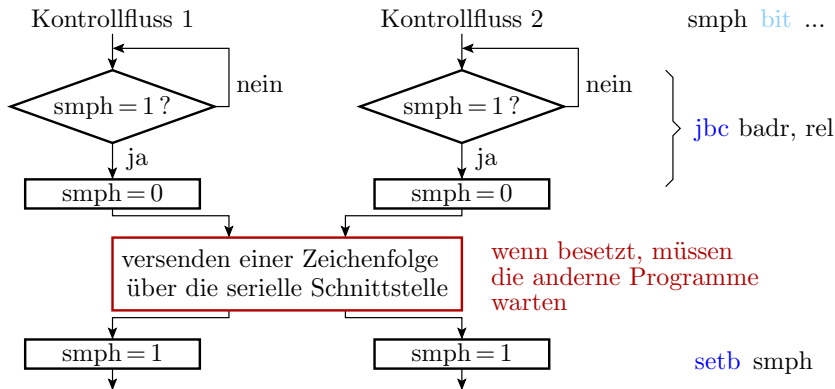 Kontrollfluss 1
Kontrollfluss 2
smph bit ...
smph = 1 ?
nein
smph = 1 ?
nein
jbc badr, rel
ja
ja
smph = 0
smph = 0
versenden einer Zeichenfolge
über die serielle Schnittstelle
wenn besetzt, müssen
die anderne Programme
warten
smph = 1
smph = 1
setb smph